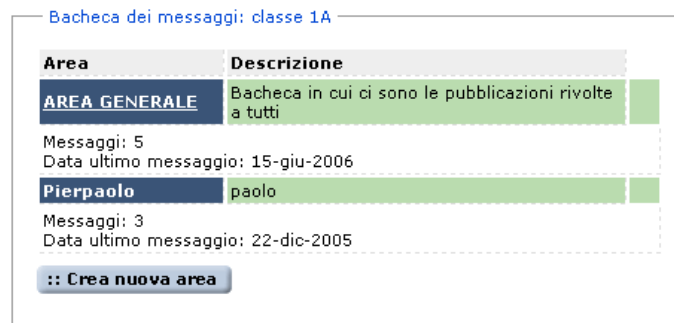 Bacheca dei messaggi: classe 1A
Area Descrizione
AREA GENERALE Bacheca in cui ci sono le pubblicazioni rivolte
a tutti
Messaggi: 5
Data ultimo messaggio: 15-giu-2006
Pierpaolo paolo
Messaggi: 3
Data ultimo messaggio: 22-dic-2005
:: Crea nuova area